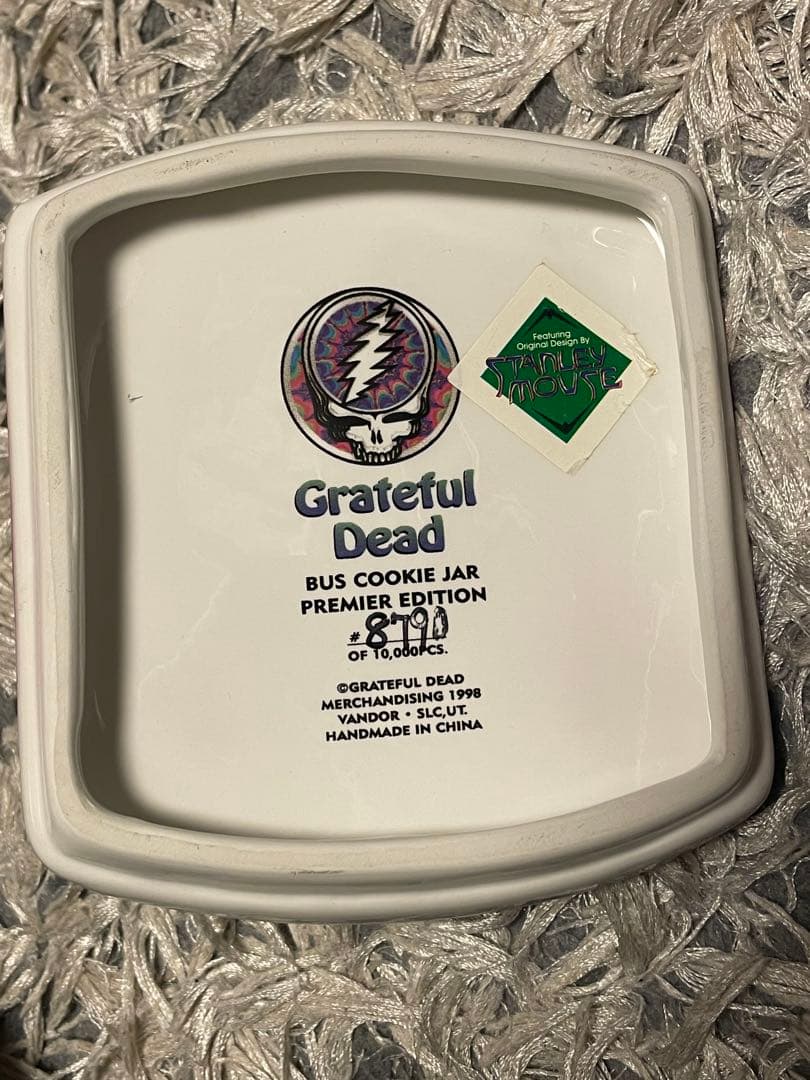 Featuring
Original Design By
STANLEY
MOUSE
Grateful
Dead
BUS COOKIE JAR
PREMIER EDITION
# 8790
OF 10,000PCS.
©GRATEFUL DEAD
MERCHANDISING 1998
VANDOR • SLC,UT.
HANDMADE IN CHINA